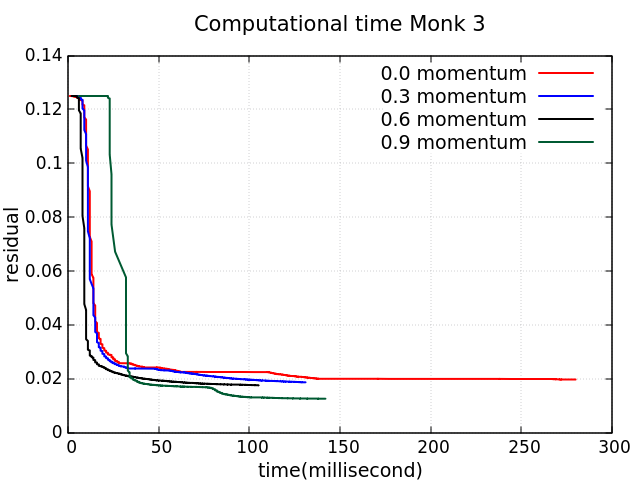 Computational time Monk 3
0.14
0.12
0.1
0.08
0.06
0.04
0.02
0
residual
0.0 momentum
0.3 momentum
0.6 momentum
0.9 momentum
0 50 100 150 200 250 300
time(millisecond)